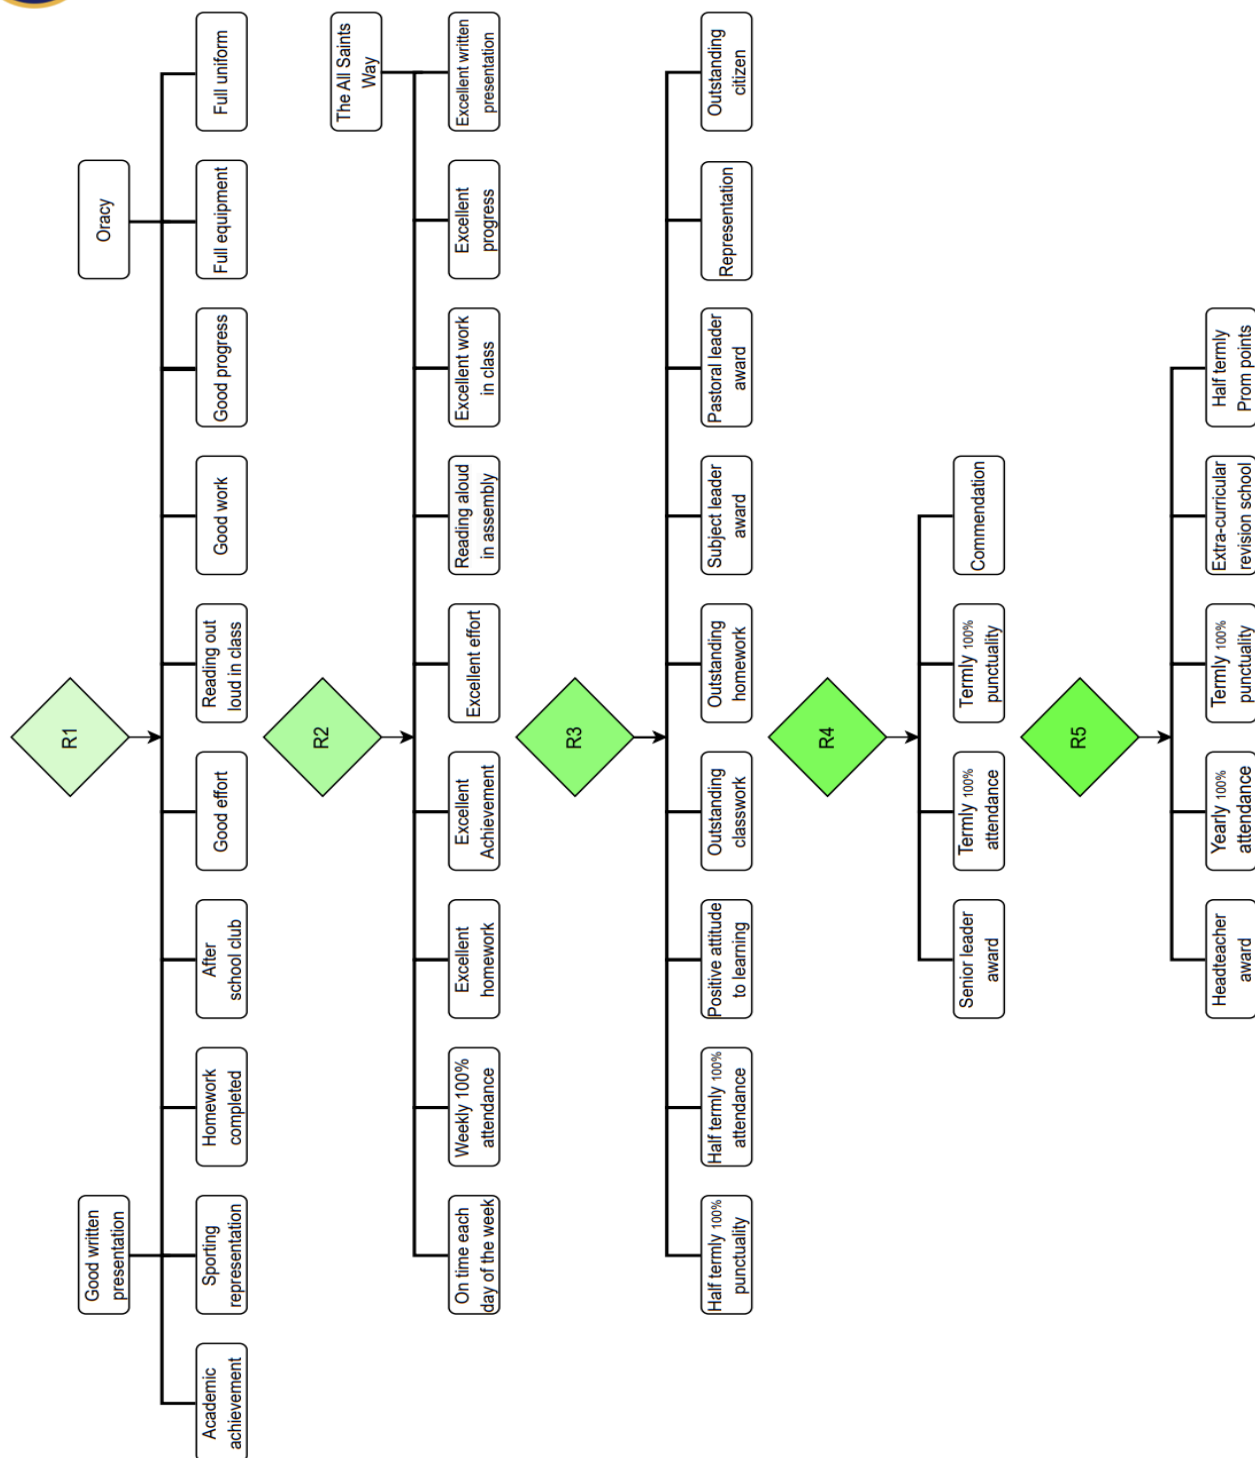 R1
Good written
presentation
Oracy
Academic
achievement
Sporting
representation
Homework
completed
After
school club
Good effort
Reading out
loud in class
Good work
Good progress
Full equipment
Full uniform
R2
The All Saints
Way
On time each
day of the week
Weekly 100%
attendance
Excellent
homework
Excellent
Achievement
Excellent effort
Reading aloud
in assembly
Excellent work
in class
Excellent
progress
Excellent written
presentation
R3
Half termly 100%
punctuality
Half termly 100%
attendance
Positive attitude
to learning
Outstanding
classwork
Outstanding
homework
Subject leader
award
Pastoral leader
award
Representation
Outstanding
citizen
R4
Senior leader
award
Termly 100%
attendance
Termly 100%
punctuality
Commendation
R5
Headteacher
award
Yearly 100%
attendance
Termly 100%
punctuality
Extra-curricular
revision school
Half termly
Prom points